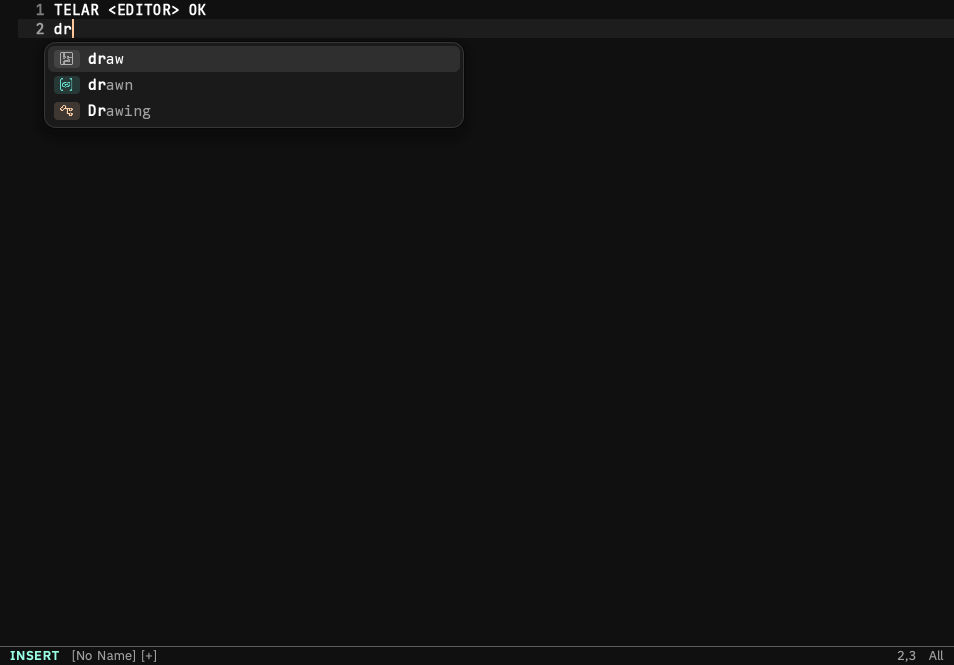 1 TELAR <EDITOR> OK
2 dr
draw
drawn
Drawing
INSERT [No Name] [+] 2,3 All